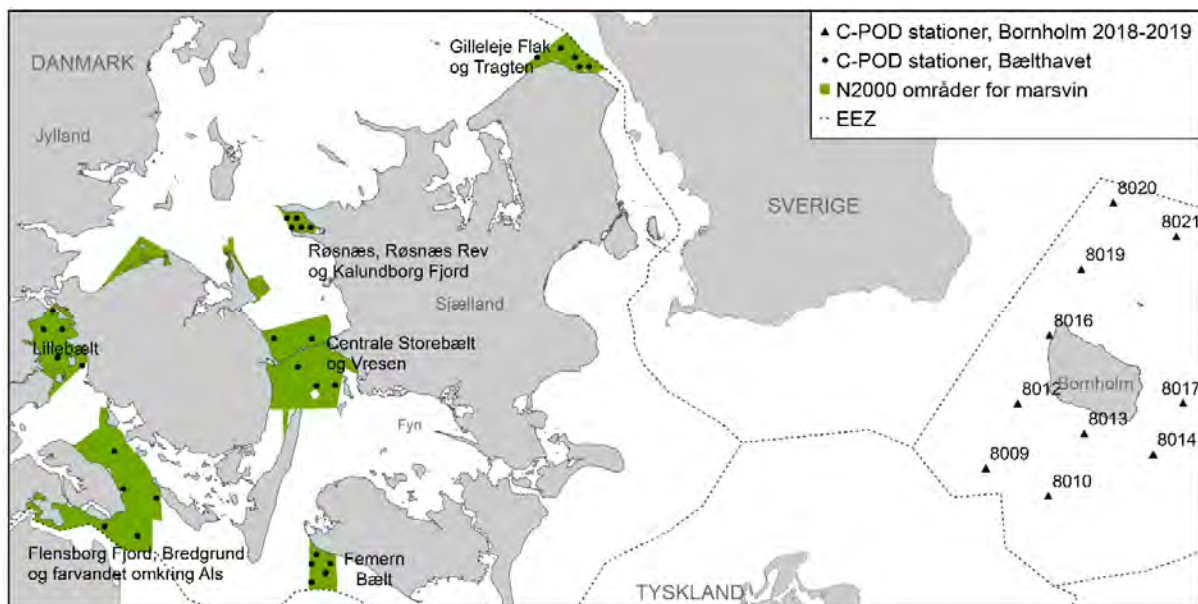 Gilleleje Flak
og Tragten
DANMARK
Jylland
▲ C-POD stationer, Bornholm 2018-2019
• C-POD stationer, Bælthavet
N2000 områder for marsvin
EEZ
SVERIGE
8020
8021
8019
8016
Bornholm
8017
8012
8013
8014
8009
8010
Røsnæs, Røsnæs Rev
og Kalundborg Fjord
Sjælland
Lillebælt
Centrale Storebælt
og Vresen
Fyn
Flensborg Fjord, Bredgrund
og farvandet omkring Als
Femern
Bælt
TYSKLAND